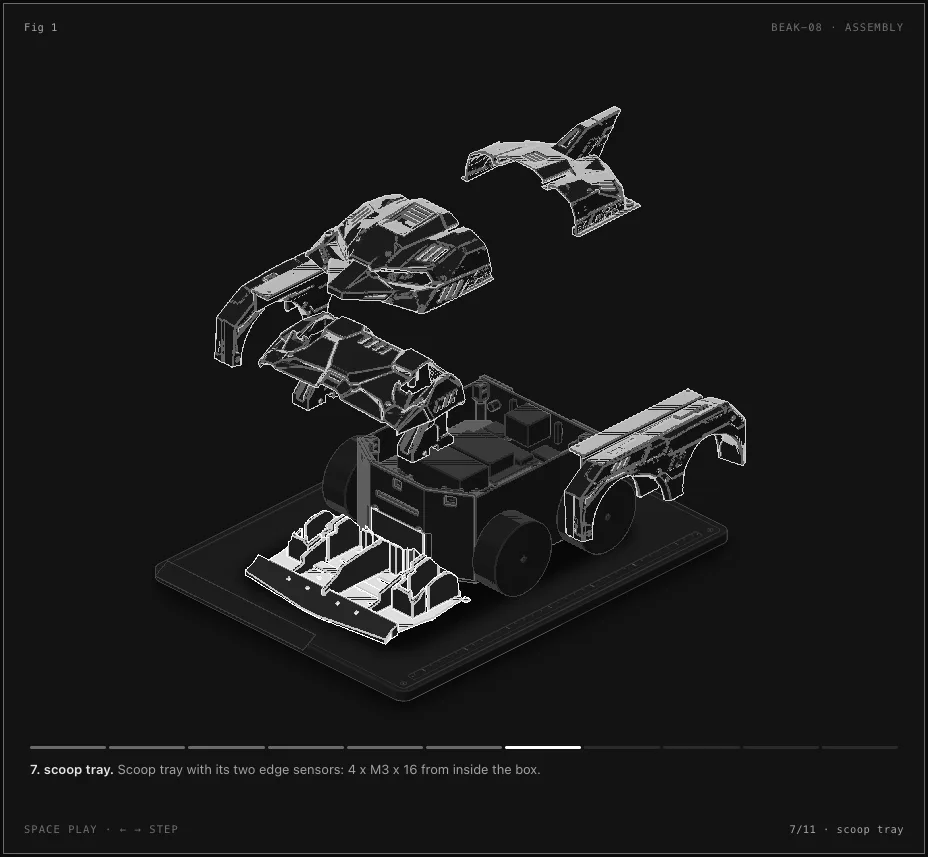 Fig 1
BEAK−08 · ASSEMBLY
7. scoop tray. Scoop tray with its two edge sensors: 4 x M3 x 16 from inside the box.
SPACE PLAY · ← → STEP
7/11 · scoop tray